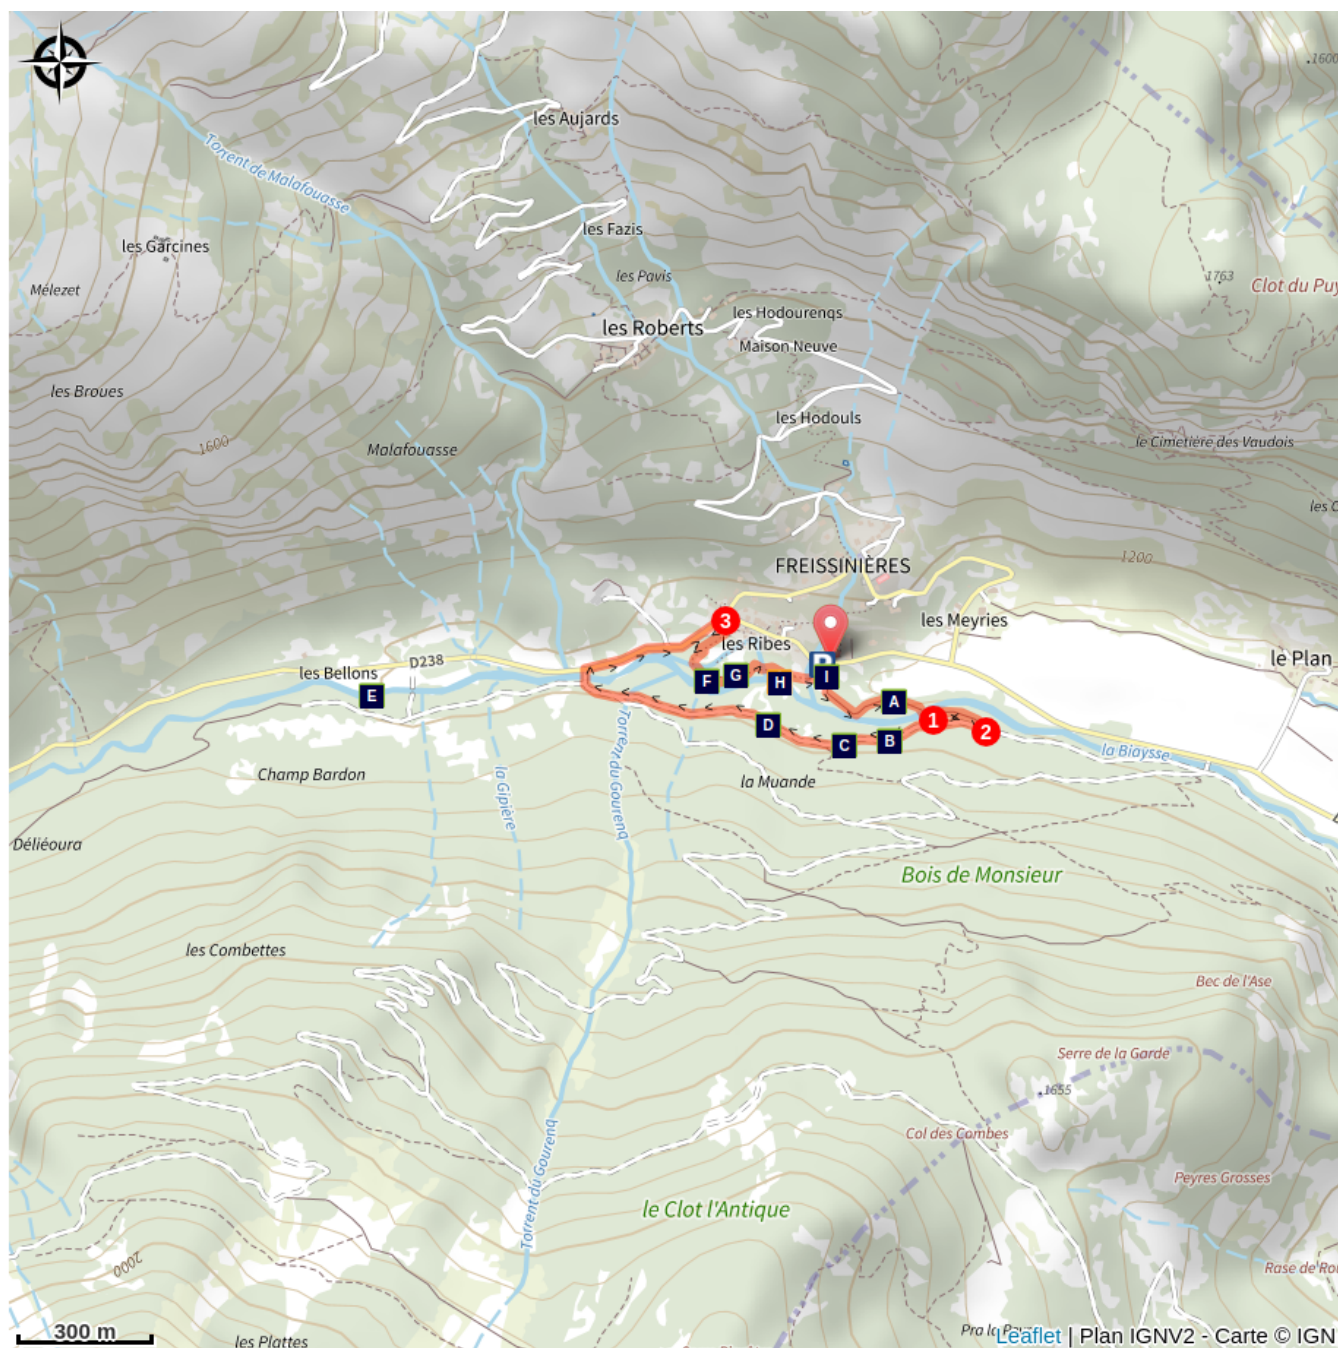 les Aujards
Torrent de Malafouasse
les Garcines
les Fazis
Mélezet
les Pavis
.1600
1763
Clot du Puy
les Hodourenqs
les Roberts
Maison Neuve
les Broues
les Hodouls
1600
Malafouasse
le Cimetière des Vaudois
FREISSINIÈRES
1200
3
les Meyries
les Ribes
le Plan
D238
les Bellons
P
E
F
G
H
I
A
1
2
D
C
B
la Biaysse
Champ Bardon
la Gipière
Torrent du Gourenq
la Muande
Déliéoura
Bois de Monsieur
les Combettes
Bec de l'Ase
Serre de la Garde
.1655
Col des Combes
Torrent du Gourenq
Peyres Grosses
le Clot l'Antique
2000
300 m
les Plattes
Leaflet | Plan IGNV2 - Carte © IGN